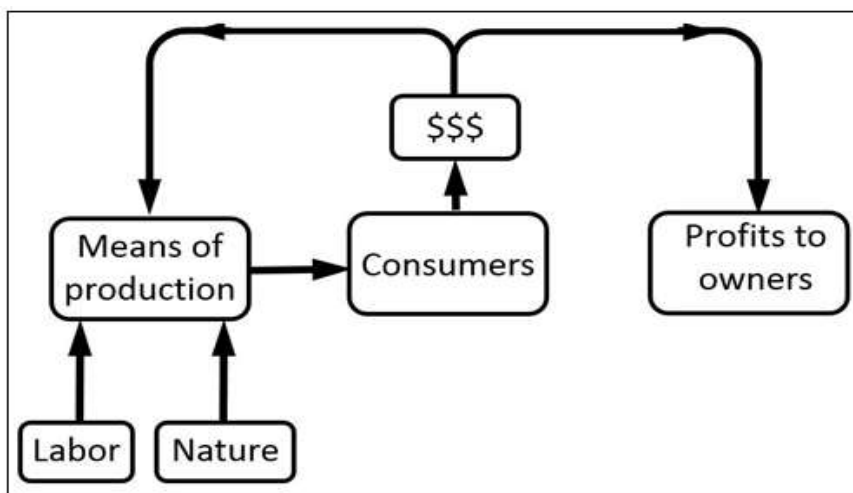 $$$
Means of
production
Consumers
Profits to
owners
Labor
Nature